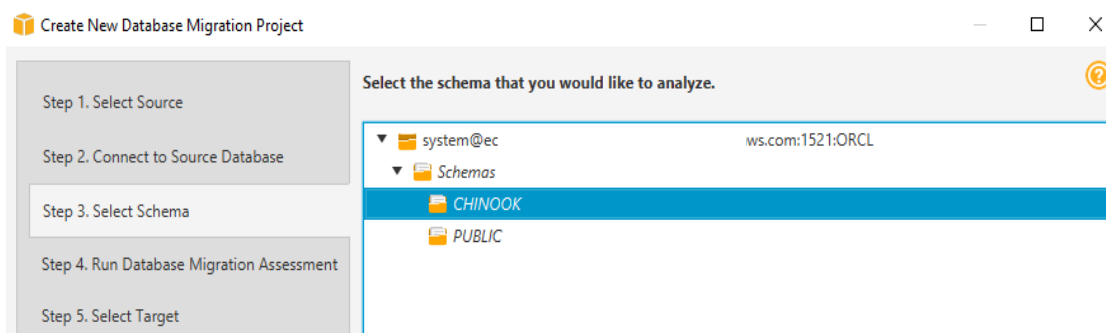 Create New Database Migration Project
Step 1. Select Source
Step 2. Connect to Source Database
Step 3. Select Schema
Step 4. Run Database Migration Assessment
Step 5. Select Target
Select the schema that you would like to analyze.
system@ec ws.com:1521:ORCL
Schemas
CHINOOK
PUBLIC